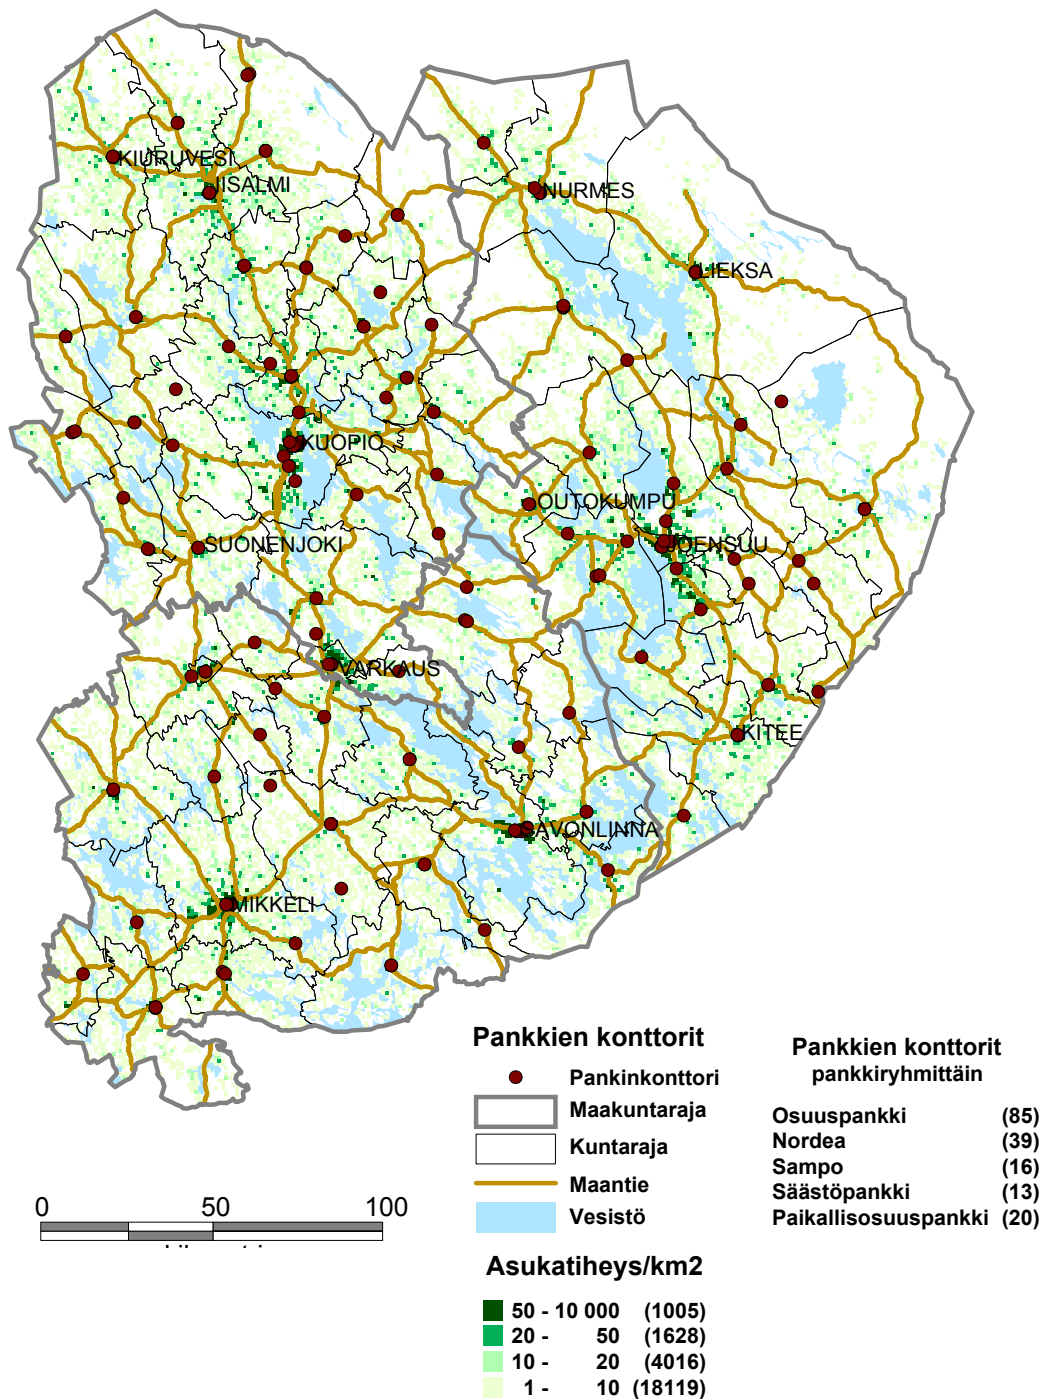 KIURUVESI
IISALMI
NURMES
LIEKSA
KUOPIO
OUTOKUMPU
SUONENJOKI
JOENSUU
VARKAUS
KITEE
SAVONLINNA
MIKKELI
Pankkien konttorit
Pankinkonttori
Maakuntaraja
Kuntaraja
Maantie
Vesistö
Pankkien konttorit
pankkiryhmittäin
Osuuspankki (85)
Nordea (39)
Sampo (16)
Säästöpankki (13)
Paikallisosuuspankki (20)
0 50 100
Asukatiheys/km2
50 - 10 000 (1005)
20 - 50 (1628)
10 - 20 (4016)
1 - 10 (18119)